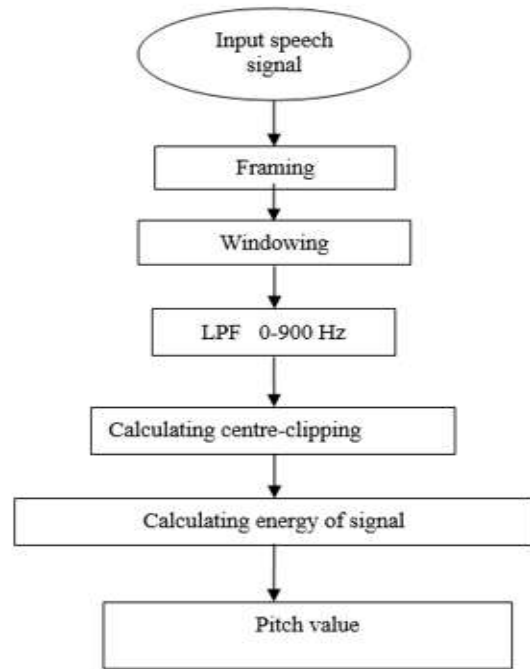 Input speech
signal
Framing
Windowing
LPF 0-900 Hz
Calculating centre-clipping
Calculating energy of signal
Pitch value